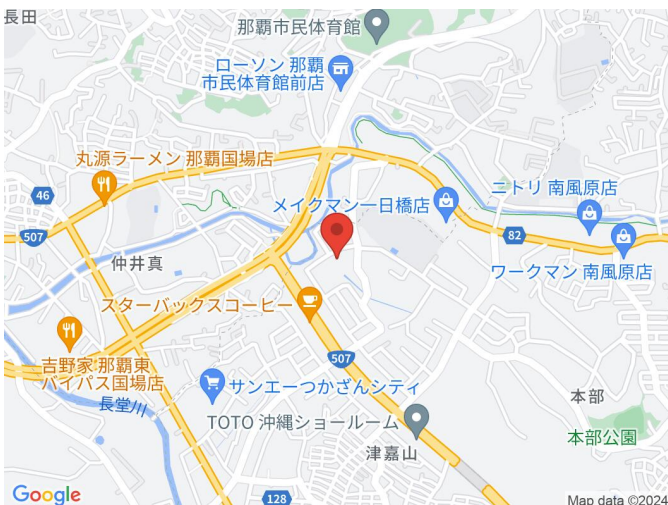 長田
那覇市民体育館
ローソン 那覇
市民体育館前店
丸源ラーメン 那覇国場店
46
メイクマン一日橋店
ニトリ 南風原店
507
82
仲井真
ワークマン 南風原店
スターバックスコーヒー
507
吉野家 那覇東
バイパス国場店
サンエーつかざんシティ
長堂川
本部
TOTO 沖縄ショールーム
本部公園
津嘉山
Google
128
Map data ©2024